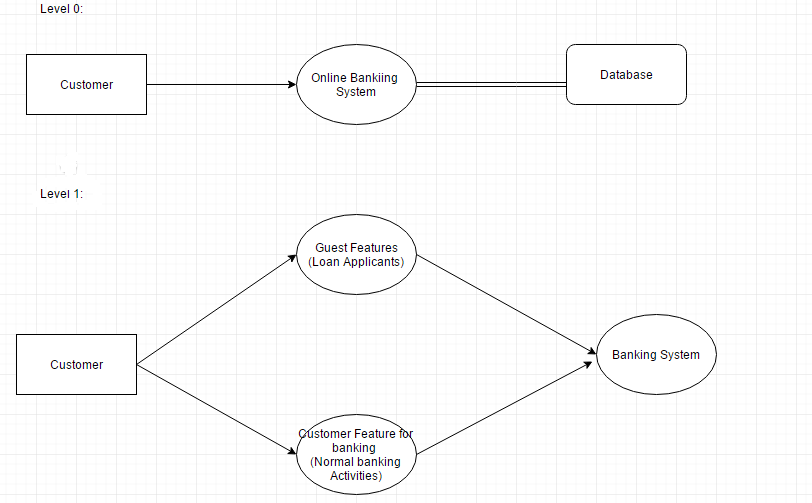 Level 0:
Customer
Online Bankiing
System
Database
Level 1:
Guest Features
(Loan Applicants)
Banking System
Customer
Customer Feature for
banking
(Normal banking
Activities)